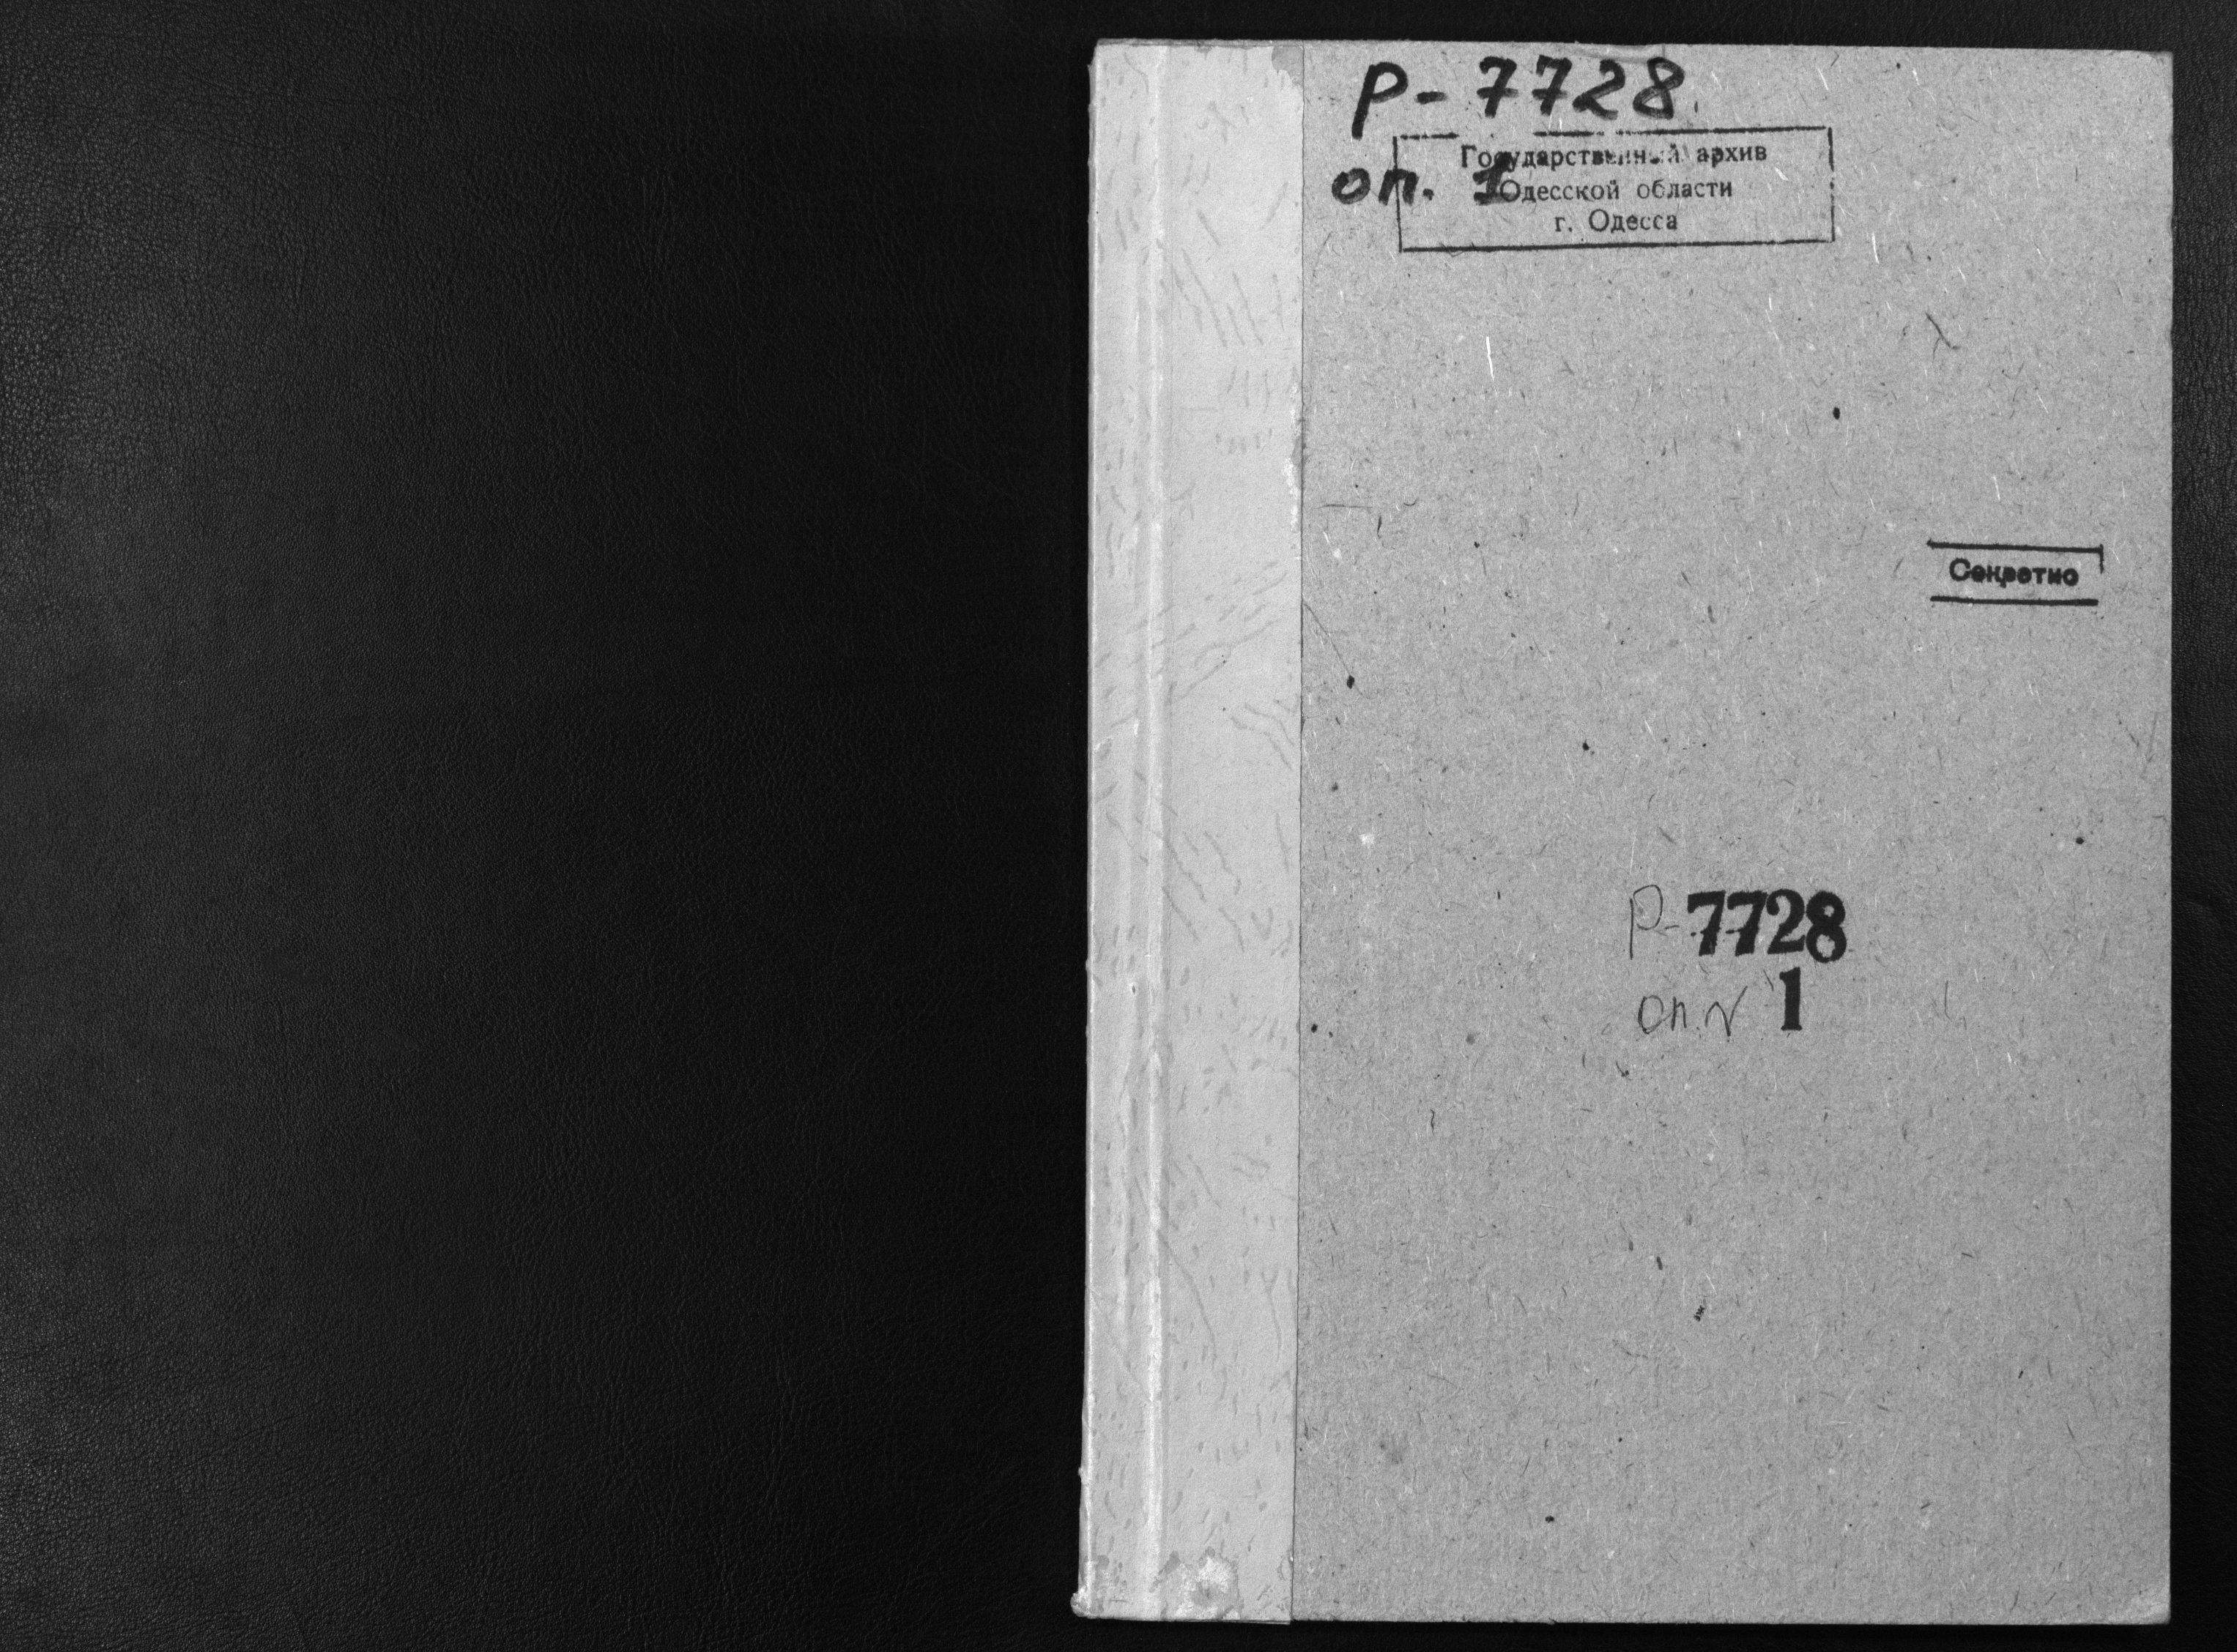 Р-7728
Государственный архив
оп. 1
Одесской области
г. Одесса
Секретно
Р-7728
оп. № 1